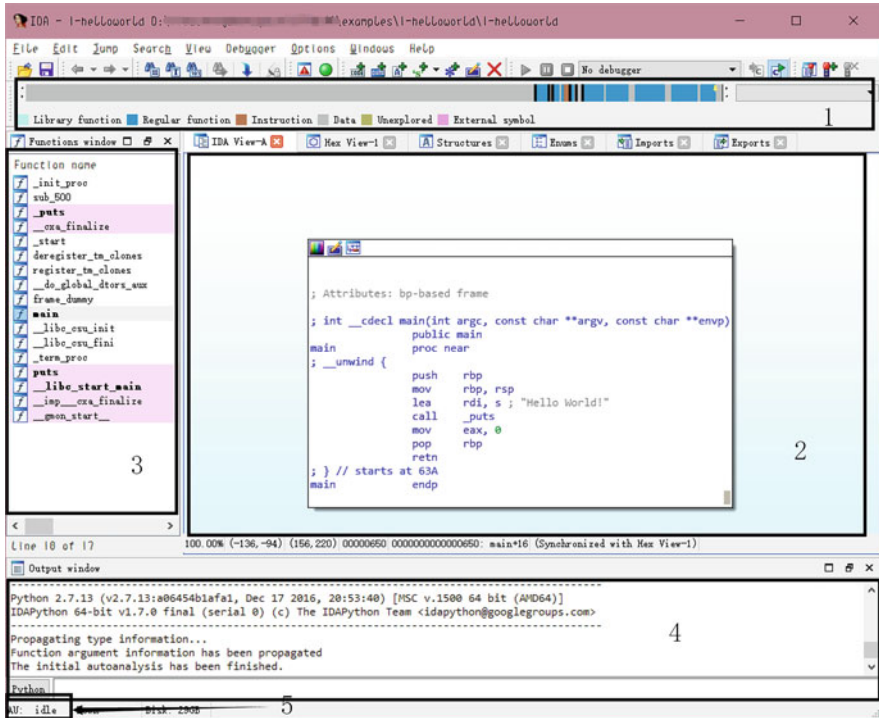 IDA - 1-helloworld D:\ \examples\1-helloworld\1-helloworld
File Edit Jump Search View Debugger Options Windows Help
No debugger
Library function Regular function Instruction Data Unexplored External symbol
1
Functions window
IDA View-A Hex View-1 Structures Enums Imports Exports
Function name
_init_proc
sub_500
_puts
__cxa_finalize
_start
deregister_tm_clones
register_tm_clones
__do_global_dtors_aux
frame_dummy
main
__libc_csu_init
__libc_csu_fini
_term_proc
puts
__libc_start_main
__imp___cxa_finalize
__gmon_start__
3
Line 10 of 17
; Attributes: bp-based frame
; int __cdecl main(int argc, const char **argv, const char **envp)
public main
main proc near
; __unwind {
push rbp
mov rbp, rsp
lea rdi, s ; "Hello World!"
call _puts
mov eax, 0
pop rbp
retn
; } // starts at 63A
main endp
2
100.00% (-136,-94) (156,220) 00000650 0000000000000650: main+16 (Synchronized with Hex View-1)
Output window
Python 2.7.13 (v2.7.13:a06454b1afa1, Dec 17 2016, 20:53:40) [MSC v.1500 64 bit (AMD64)]
IDAPython 64-bit v1.7.0 final (serial 0) (c) The IDAPython Team <idapython@googlegroups.com>
Propagating type information...
Function argument information has been propagated
The initial autoanalysis has been finished.
4
Python
AU: idle Disk: 29GB
5